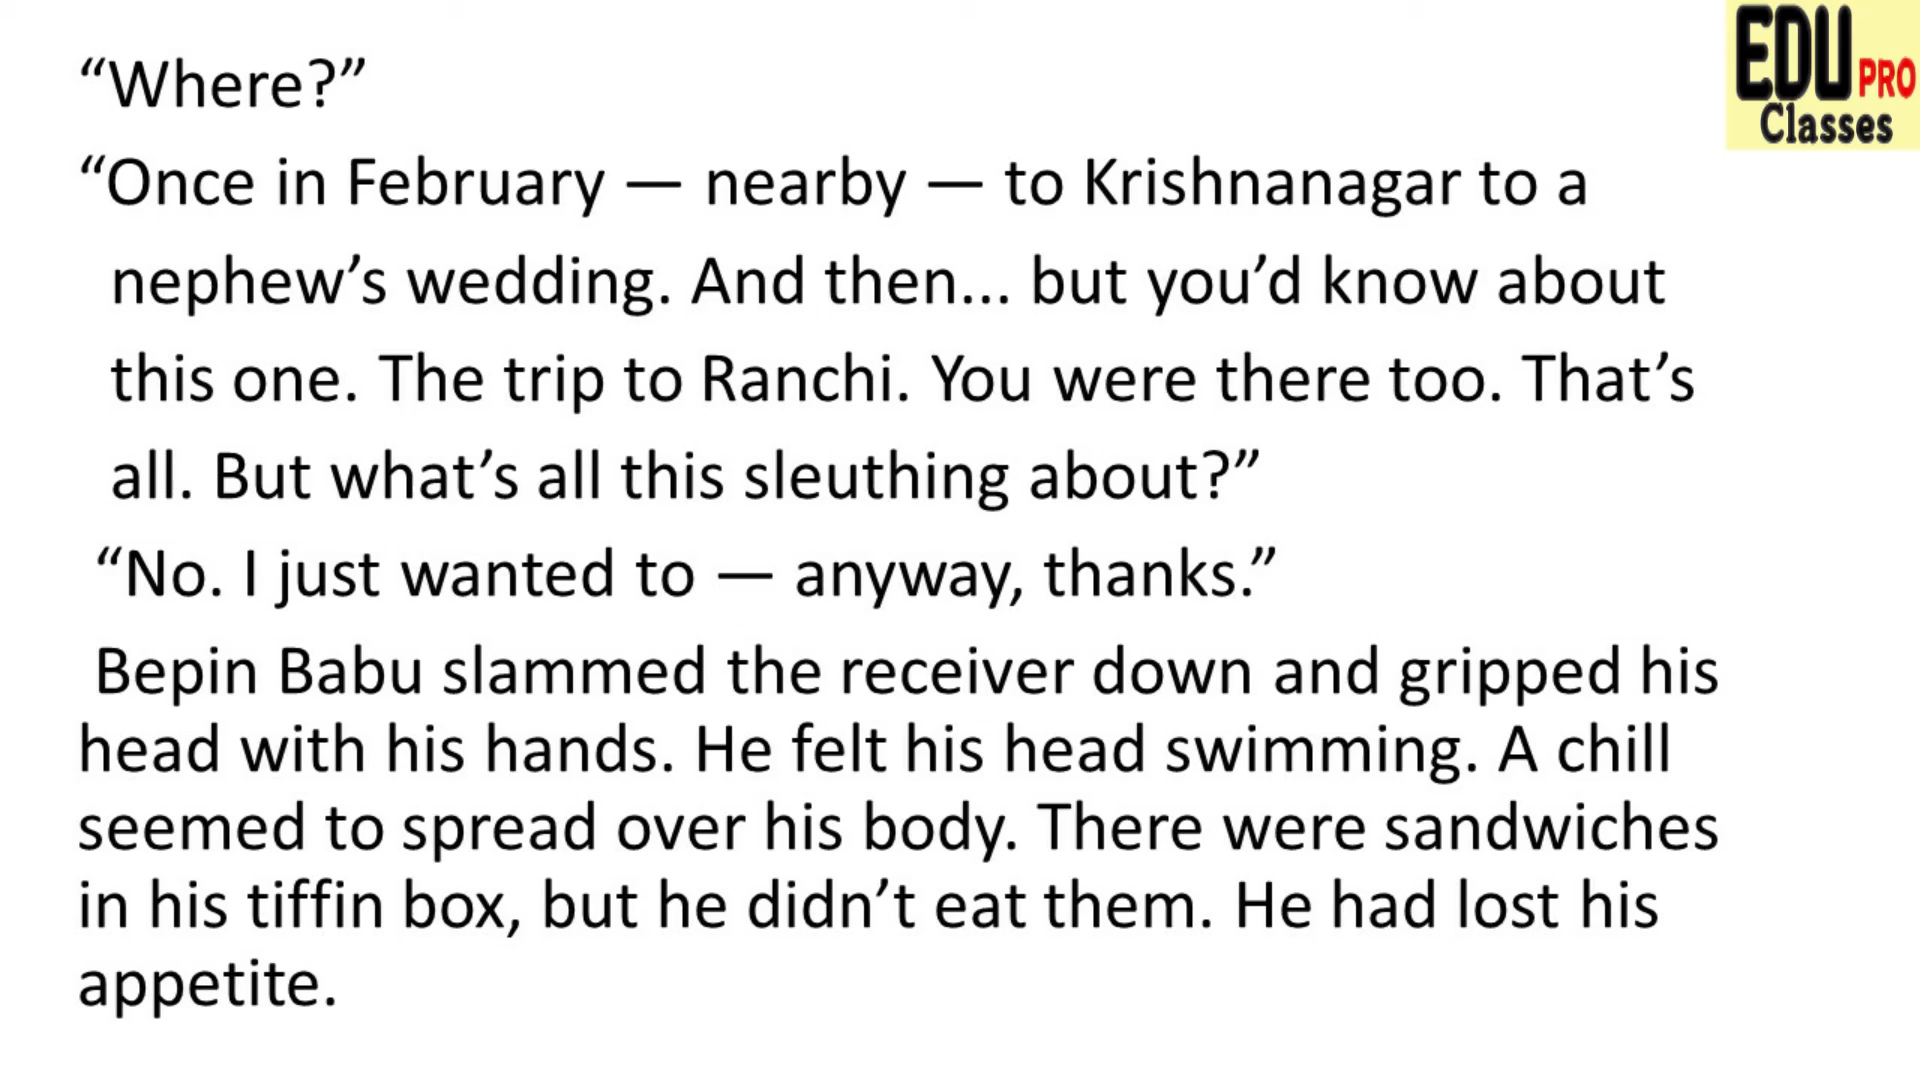 EDU PRO
Classes
“Where?”
“Once in February — nearby — to Krishnanagar to a
nephew’s wedding. And then... but you’d know about
this one. The trip to Ranchi. You were there too. That’s
all. But what’s all this sleuthing about?”
“No. I just wanted to — anyway, thanks.”
Bepin Babu slammed the receiver down and gripped his
head with his hands. He felt his head swimming. A chill
seemed to spread over his body. There were sandwiches
in his tiffin box, but he didn’t eat them. He had lost his
appetite.